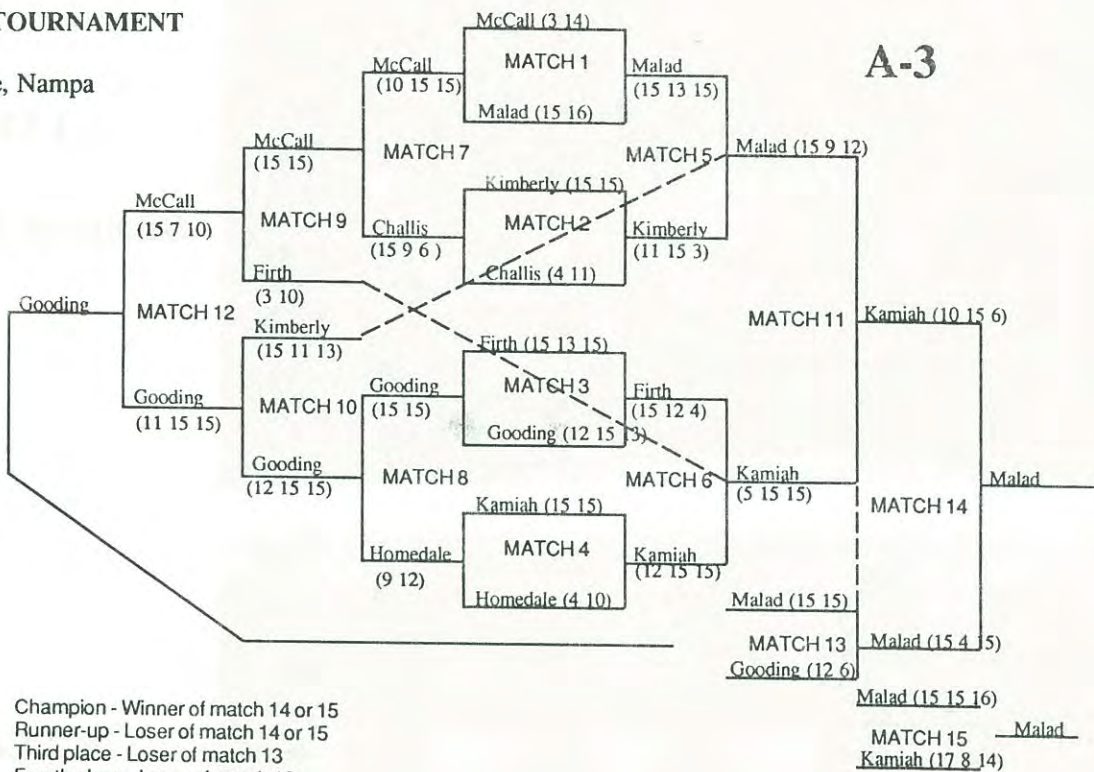 TOURNAMENT
e, Nampa
A-3
McCall (3 14)
MATCH 1
Malad (15 16)
McCall
(10 15 15)
Malad
(15 13 15)
MATCH 7
MATCH 5
McCall
(15 15)
Malad (15 9 12)
Kimberly (15 15)
MATCH 2
Challis (4 11)
Challis
(15 9 6 )
Kimberly
(11 15 3)
McCall
(15 7 10)
MATCH 9
Firth
(3 10)
Gooding
MATCH 12
Kimberly
(15 11 13)
MATCH 11
Kamiah (10 15 6)
Firth (15 13 15)
MATCH 3
Gooding (12 15 13)
Gooding
(15 15)
Firth
(15 12 4)
Gooding
(11 15 15)
MATCH 10
Gooding
(12 15 15)
MATCH 8
MATCH 6
Kamiah
(5 15 15)
Malad
MATCH 14
Kamiah (15 15)
MATCH 4
Homedale (4 10)
Homedale
(9 12)
Kamiah
(12 15 15)
Malad (15 15)
MATCH 13
Malad (15 4 15)
Gooding (12 6)
Malad (15 15 16)
MATCH 15
Malad
Kamiah (17 8 14)
Champion - Winner of match 14 or 15
Runner-up - Loser of match 14 or 15
Third place - Loser of match 13